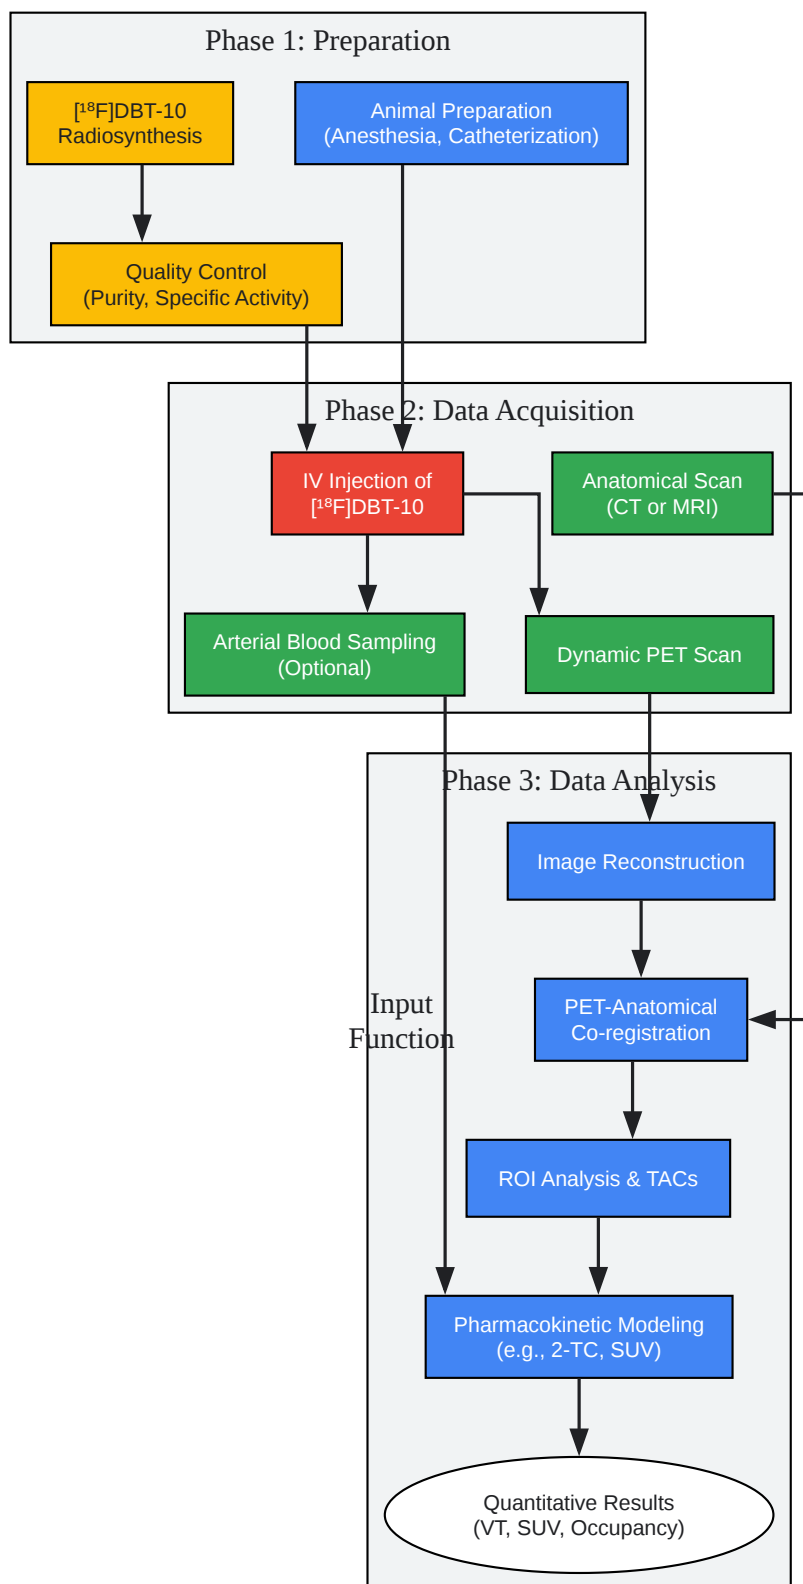 Phase 1: Preparation
[¹⁸F]DBT-10
Radiosynthesis
Animal Preparation
(Anesthesia, Catheterization)
Quality Control
(Purity, Specific Activity)
Phase 2: Data Acquisition
IV Injection of
[¹⁸F]DBT-10
Anatomical Scan
(CT or MRI)
Arterial Blood Sampling
(Optional)
Dynamic PET Scan
Phase 3: Data Analysis
Image Reconstruction
Input
Function
PET-Anatomical
Co-registration
ROI Analysis & TACs
Pharmacokinetic Modeling
(e.g., 2-TC, SUV)
Quantitative Results
(VT, SUV, Occupancy)